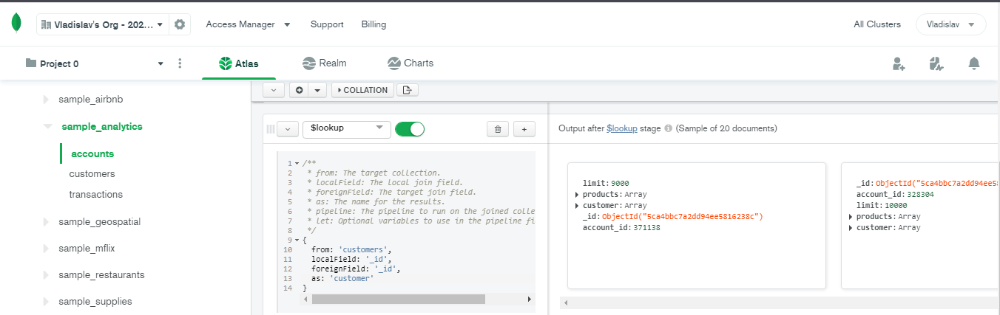 Vladislav's Org - 202...
Access Manager
Support
Billing
All Clusters
Vladislav
Project 0
Atlas
Realm
Charts
sample_airbnb
sample_analytics
accounts
customers
transactions
sample_geospatial
sample_mflix
sample_restaurants
sample_supplies
COLLATION
$lookup
1 /**
2  * from: The target collection.
3  * localField: The local join field.
4  * foreignField: The target join field.
5  * as: The name for the results.
6  * pipeline: The pipeline to run on the joined colle
7  * let: Optional variables to use in the pipeline fi
8  */
9 {
10   from: 'customers',
11   localField: '_id',
12   foreignField: '_id',
13   as: 'customer'
14 }
Output after $lookup stage (Sample of 20 documents)
limit: 9000
products: Array
customer: Array
_id: ObjectId("5ca4bbc7a2dd94ee5816238c")
account_id: 371138
_id: ObjectId("5ca4bbc7a2dd94ee58
account_id: 328304
limit: 10000
products: Array
customer: Array